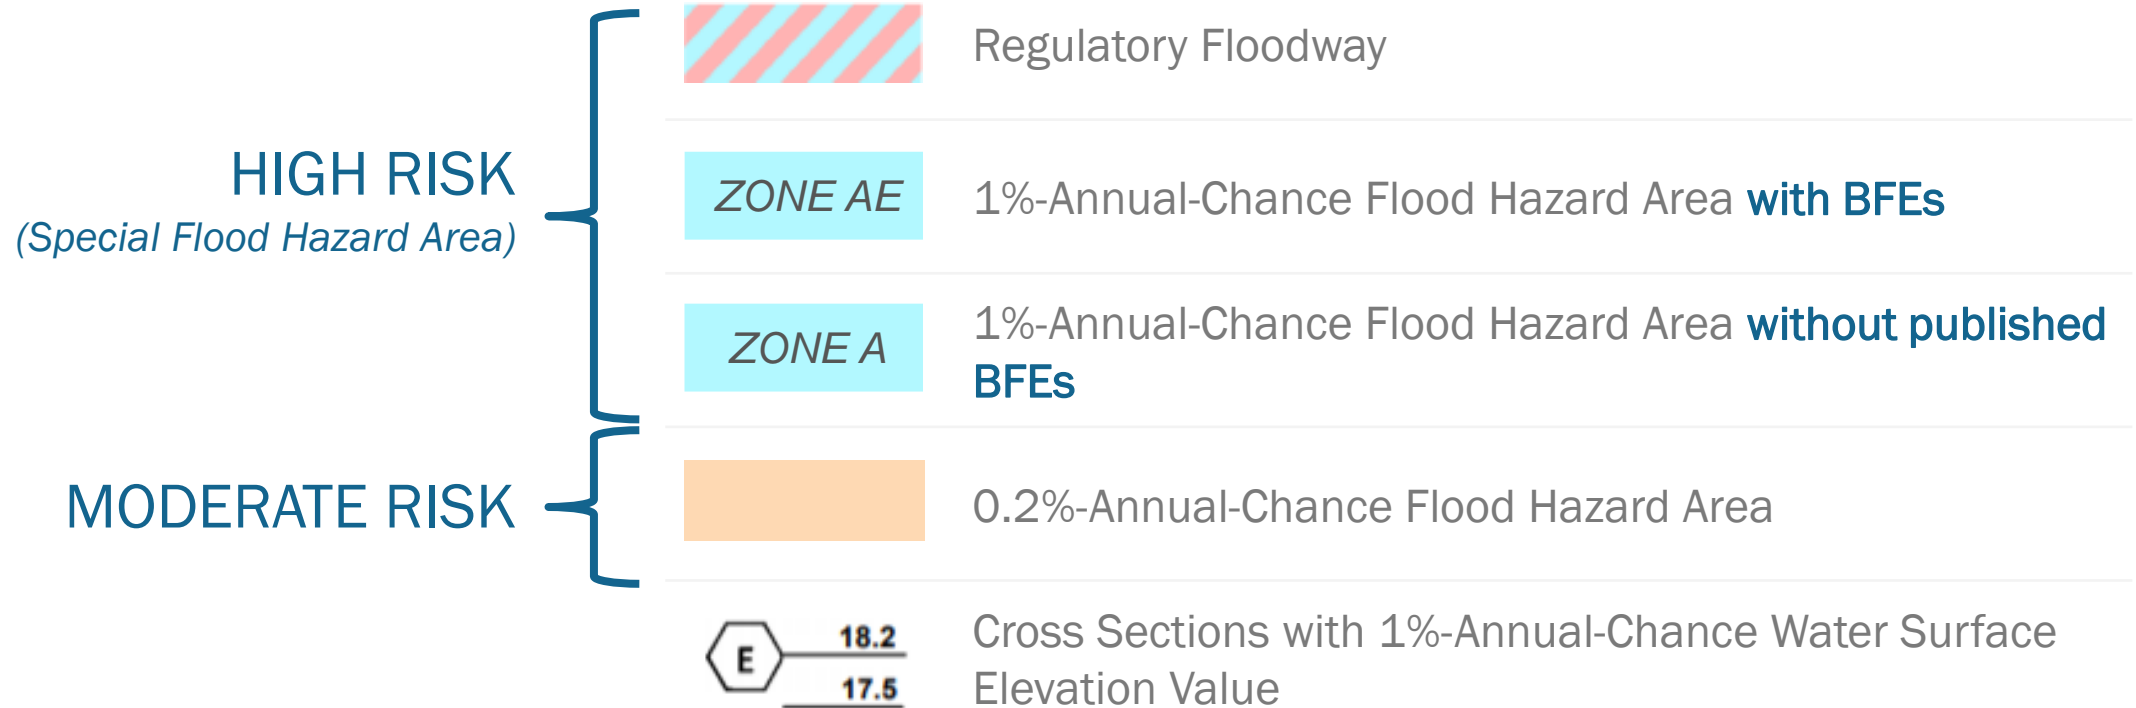 Regulatory Floodway
HIGH RISK
(Special Flood Hazard Area)
ZONE AE
1%-Annual-Chance Flood Hazard Area with BFEs
ZONE A
1%-Annual-Chance Flood Hazard Area without published
BFEs
MODERATE RISK
0.2%-Annual-Chance Flood Hazard Area
E
18.2
17.5
Cross Sections with 1%-Annual-Chance Water Surface
Elevation Value